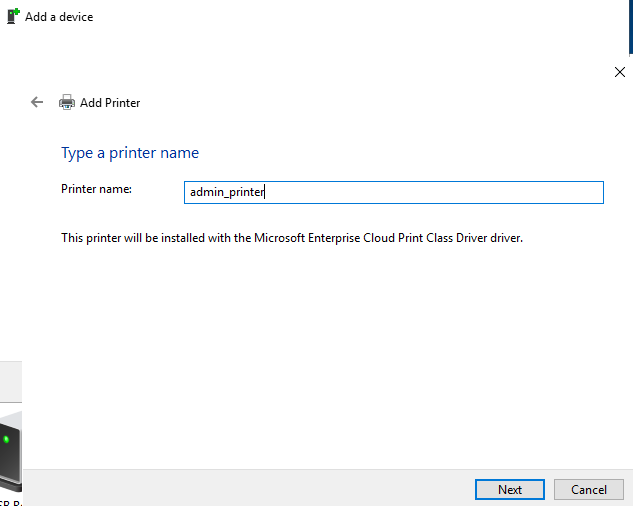 Add a device
Add Printer
Type a printer name
Printer name:
admin_printer
This printer will be installed with the Microsoft Enterprise Cloud Print Class Driver driver.
Next
Cancel